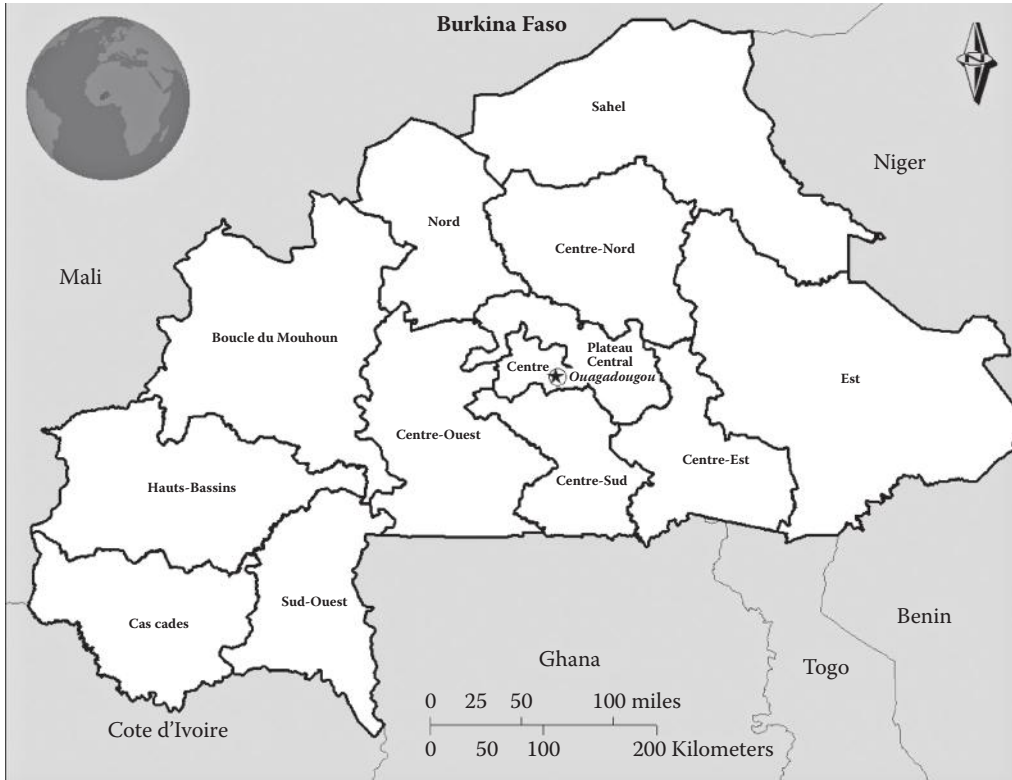 Burkina Faso
N
Sahel
Niger
Nord
Centre-Nord
Mali
Boucle du Mouhoun
Plateau
Central
Centre
Ouagadougou
Est
Centre-Ouest
Centre-Est
Centre-Sud
Hauts-Bassins
Sud-Ouest
Cas cades
Benin
Ghana
Togo
Cote d'Ivoire
0 25 50 100 miles
0 50 100 200 Kilometers